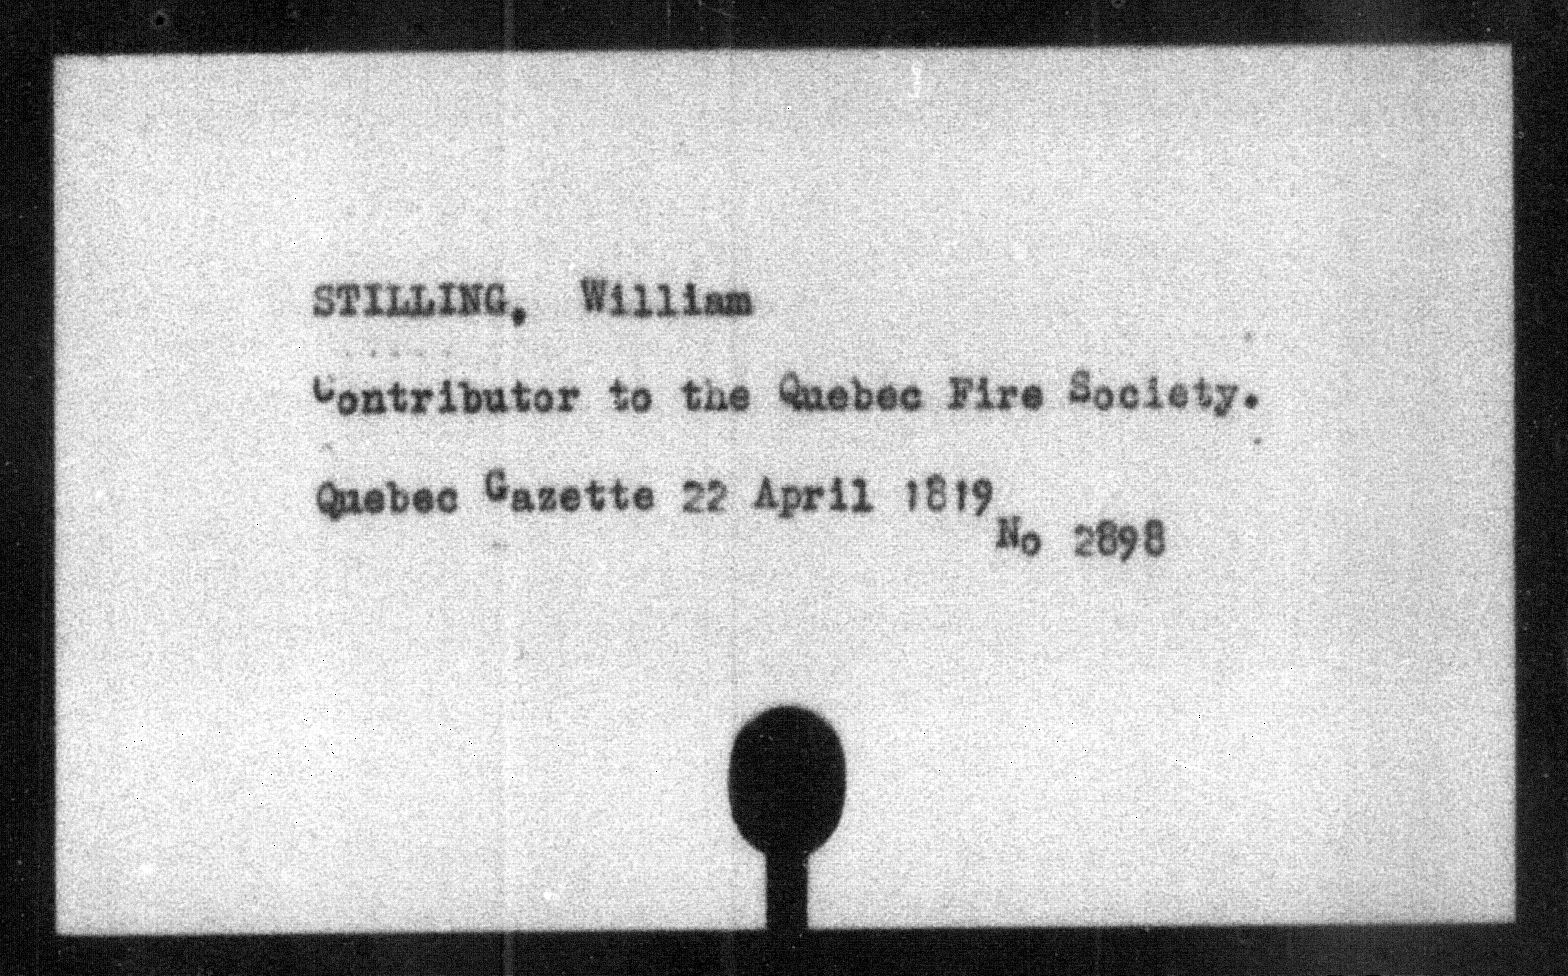 STILLING, William
Contributor to the Quebec Fire Society.
Quebec Gazette 22 April 1819
No 2898